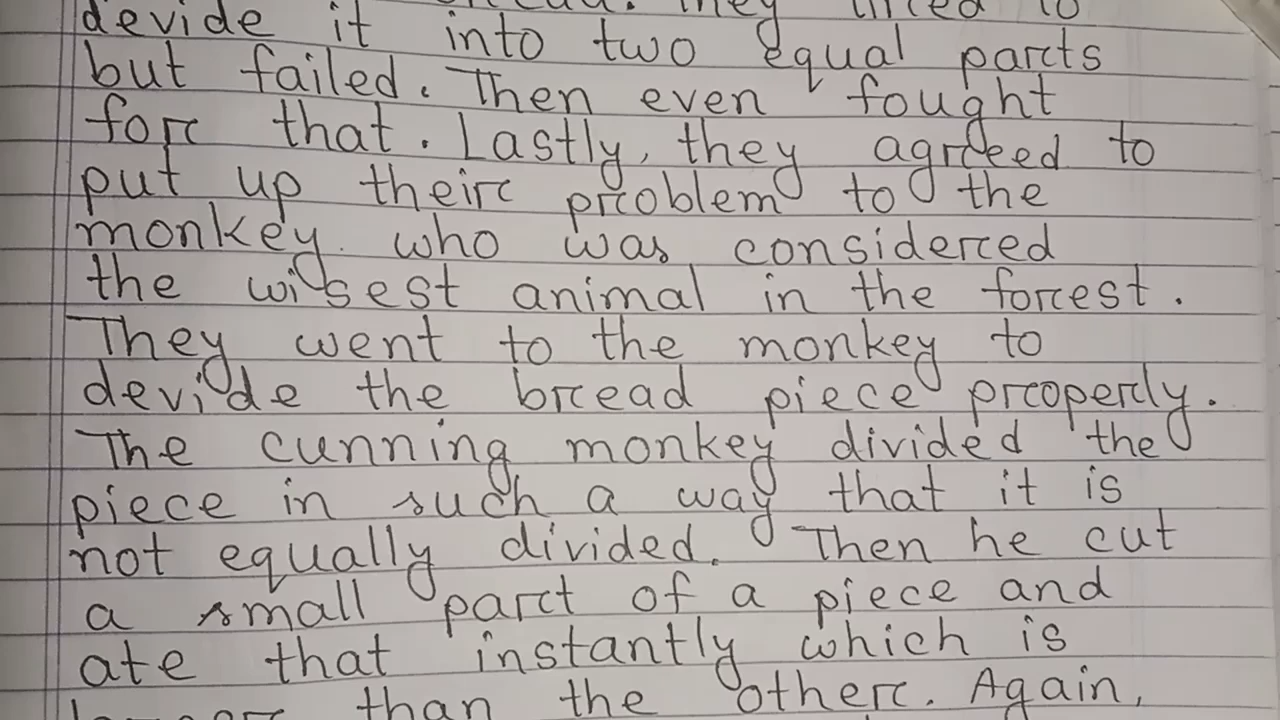 they tried to
devide it into two equal parts
but failed. Then even fought
for that. Lastly, they agreed to
put up their problem to the
monkey who was considered
the wisest animal in the forest.
They went to the monkey to
devide the bread piece properly.
The cunning monkey divided the
piece in such a way that it is
not equally divided. Then he cut
a small part of a piece and
ate that instantly which is
than the other. Again,